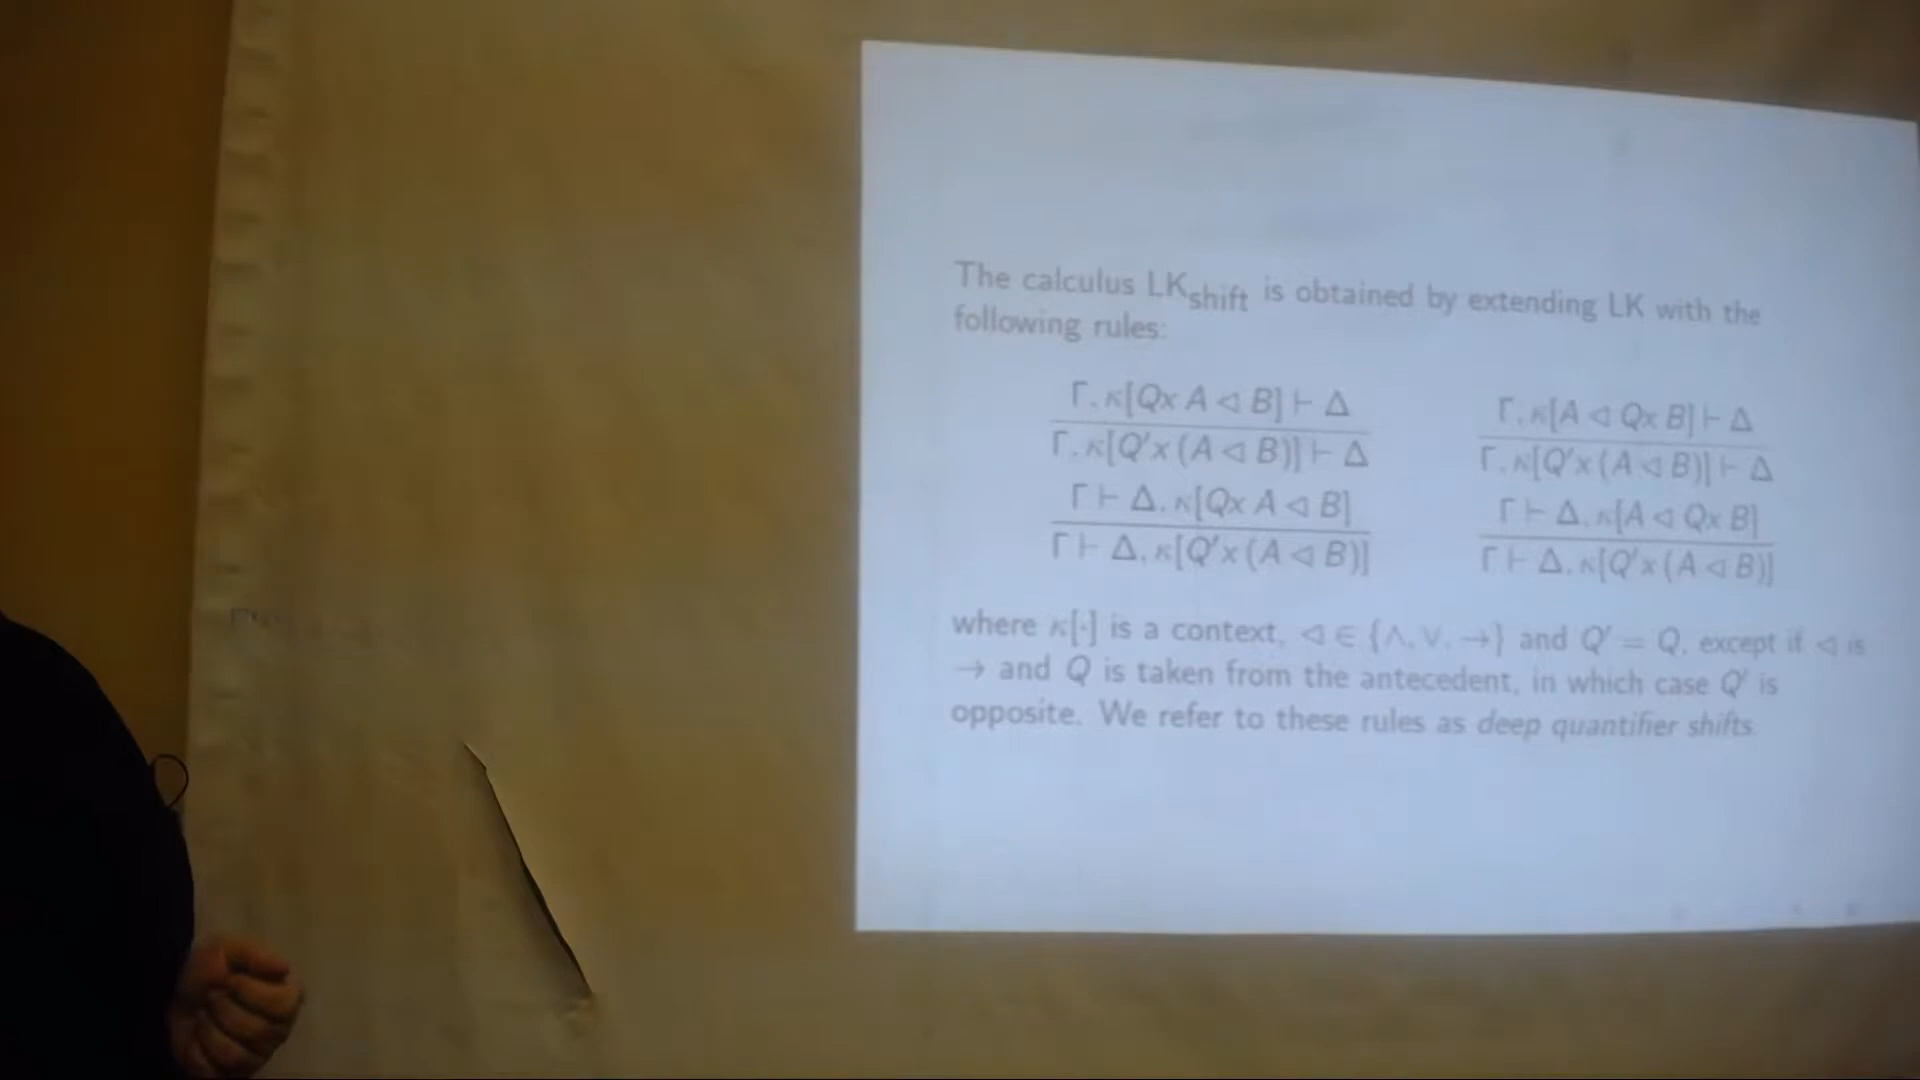 The calculus LK_shift is obtained by extending LK with the
following rules:
Γ, κ[Qx A ◁ B] ⊢ Δ
Γ, κ[Q′x (A ◁ B)] ⊢ Δ
Γ, κ[A ◁ Qx B] ⊢ Δ
Γ, κ[Q′x (A ◁ B)] ⊢ Δ
Γ ⊢ Δ, κ[Qx A ◁ B]
Γ ⊢ Δ, κ[Q′x (A ◁ B)]
Γ ⊢ Δ, κ[A ◁ Qx B]
Γ ⊢ Δ, κ[Q′x (A ◁ B)]
where κ[·] is a context, ◁ ∈ {∧, ∨, →} and Q′ = Q, except if ◁ is
→ and Q is taken from the antecedent, in which case Q′ is
opposite. We refer to these rules as deep quantifier shifts.